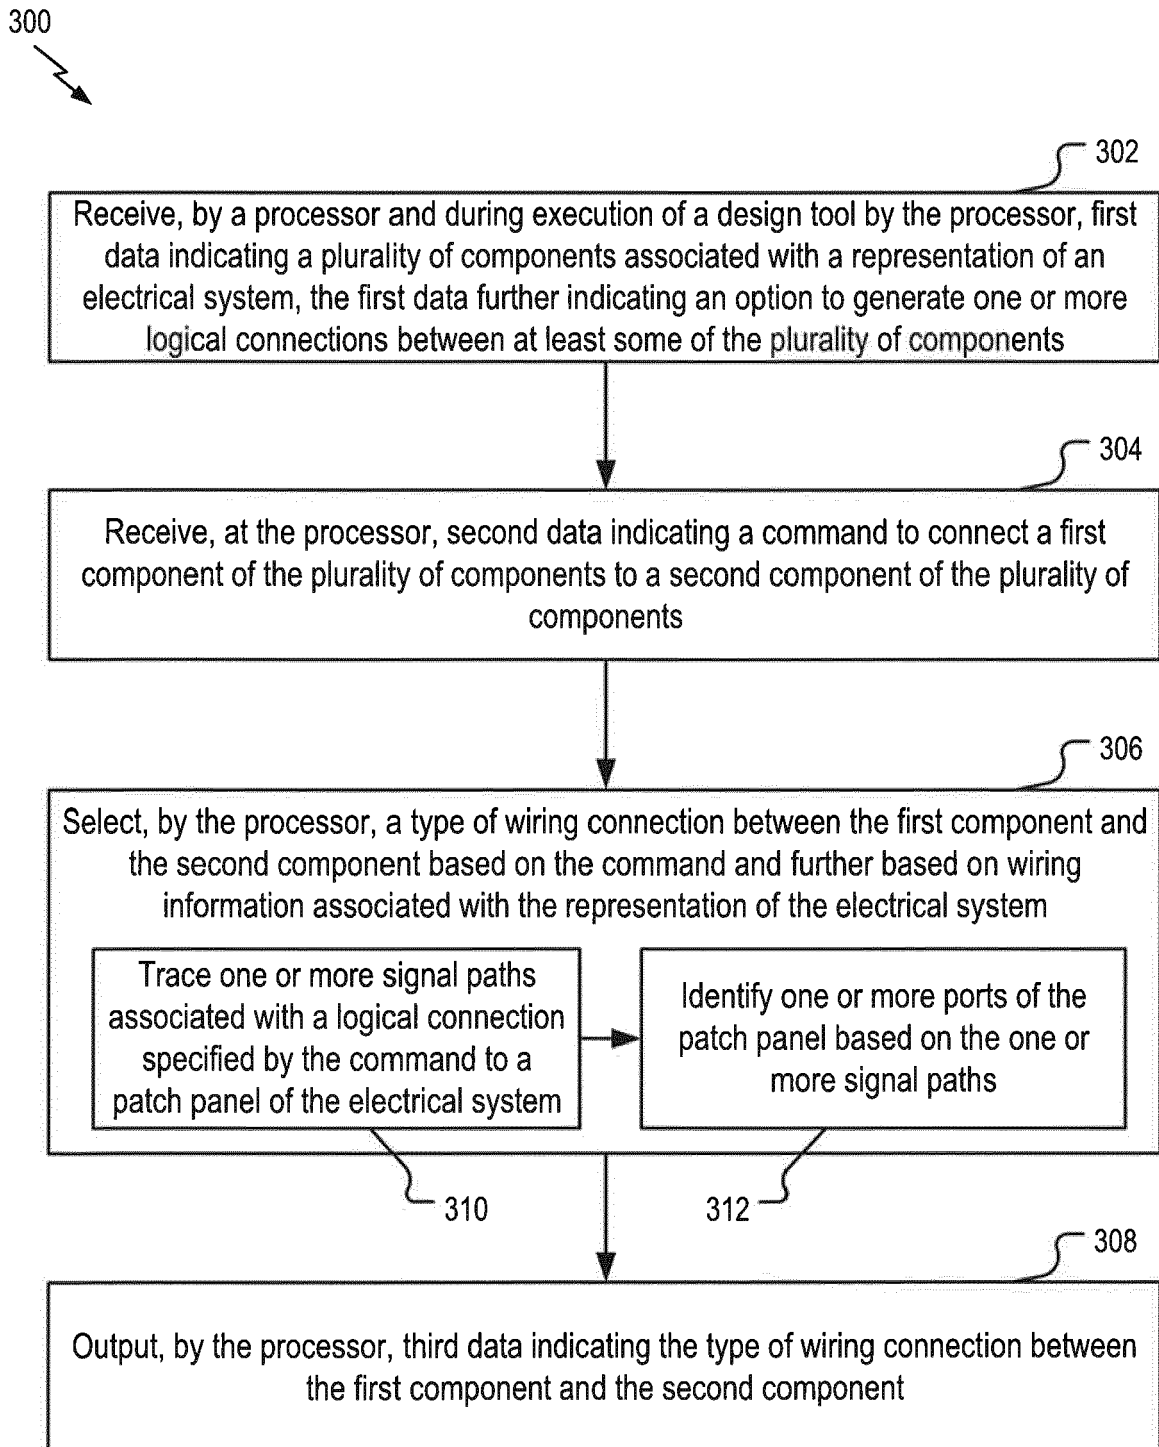 300
302
Receive, by a processor and during execution of a design tool by the processor, first
data indicating a plurality of components associated with a representation of an
electrical system, the first data further indicating an option to generate one or more
logical connections between at least some of the plurality of components
304
Receive, at the processor, second data indicating a command to connect a first
component of the plurality of components to a second component of the plurality of
components
306
Select, by the processor, a type of wiring connection between the first component and
the second component based on the command and further based on wiring
information associated with the representation of the electrical system
Trace one or more signal paths
associated with a logical connection
specified by the command to a
patch panel of the electrical system
Identify one or more ports of the
patch panel based on the one or
more signal paths
310
312
308
Output, by the processor, third data indicating the type of wiring connection between
the first component and the second component